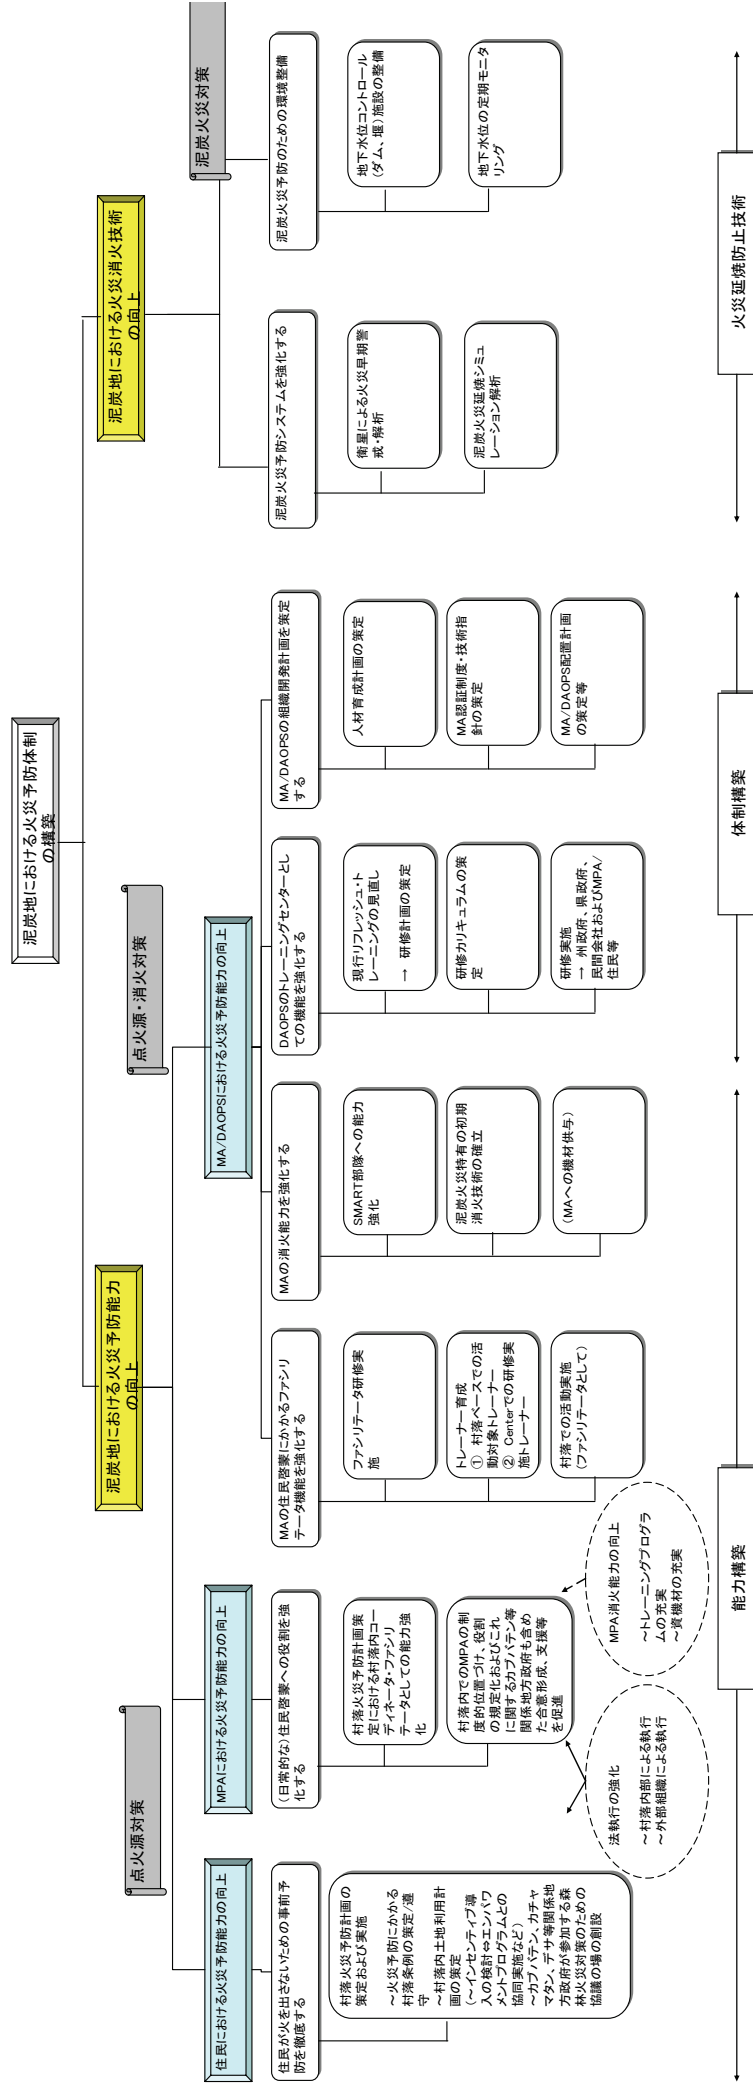 泥炭地における火災予防体制
の構築
泥炭地における火災予防能力
の向上
泥炭地における火災消火技術
の向上
点火源対策
点火源・消火対策
泥炭火災対策
住民における火災予防能力の向上
MPAにおける火災予防能力の向上
MA/DAOPSにおける火災予防能力の向上
住民が火を出さないための事前予
防を徹底する
村落火災予防計画の
策定および実施
～火災予防にかかる
村落条例の策定/遵
守
～村落内土地利用計
画の策定
(～インセンティブ導
入の検討⇔エンパワ
メントプログラムとの
協同実施など)
～カブパテン、カチャ
マタン、デサ等関係地
方政府が参加する森
林火災対策のための
協議の場の創設
(日常的な)住民啓蒙への役割を強
化する
村落火災予防計画策
定における村落内コー
ディネータ・ファシリ
テータとしての能力強
化
村落内でのMPAの制
度的位置づけ、役割
の規定化およびこれ
に関するカブパテン等
関係地方政府も含め
た合意形成、支援等
を促進
法執行の強化
～村落内部による執行
～外部組織による執行
MPA消火能力の向上
～トレーニングプログラ
ムの充実
～資機材の充実
MAの住民啓蒙にかかるファシリ
テータ機能を強化する
ファシリテータ研修実
施
トレーナー育成
① 村落ベースでの活
動対象トレーナー
② Centerでの研修実
施トレーナー
村落での活動実施
(ファシリテータとして)
MAの消火能力を強化する
SMART部隊への能力
強化
泥炭火災特有の初期
消火技術の確立
(MAへの機材供与)
DAOPSのトレーニングセンターとし
ての機能を強化する
現行リフレッシュ・ト
レーニングの見直し
→ 研修計画の策定
研修カリキュラムの策
定
研修実施
→ 州政府、県政府、
民間会社およびMPA/
住民等
MA/DAOPSの組織開発計画を策定
する
人材育成計画の策定
MA認証制度・技術指
針の策定
MA/DAOPS配置計画
の策定等
泥炭火災予防システムを強化する
衛星による火災早期警
戒・解析
泥炭火災延焼シミュ
レーション解析
泥炭火災予防のための環境整備
地下水位コントロール
(ダム、堰)施設の整備
地下水位の定期モニタ
リング
能力構築
体制構築
火災延焼防止技術